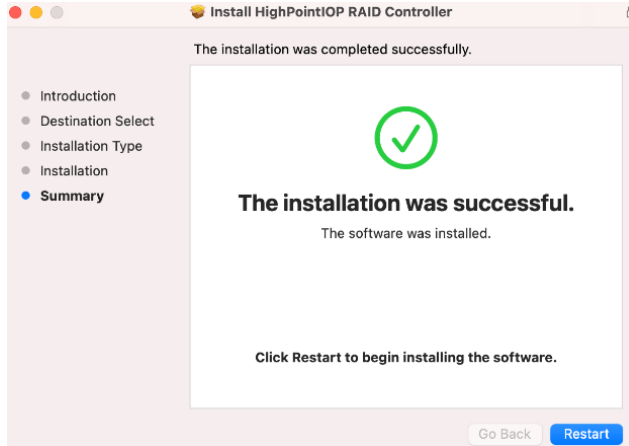 Install HighPointIOP RAID Controller
The installation was completed successfully.
Introduction
Destination Select
Installation Type
Installation
Summary
The installation was successful.
The software was installed.
Click Restart to begin installing the software.
Go Back
Restart